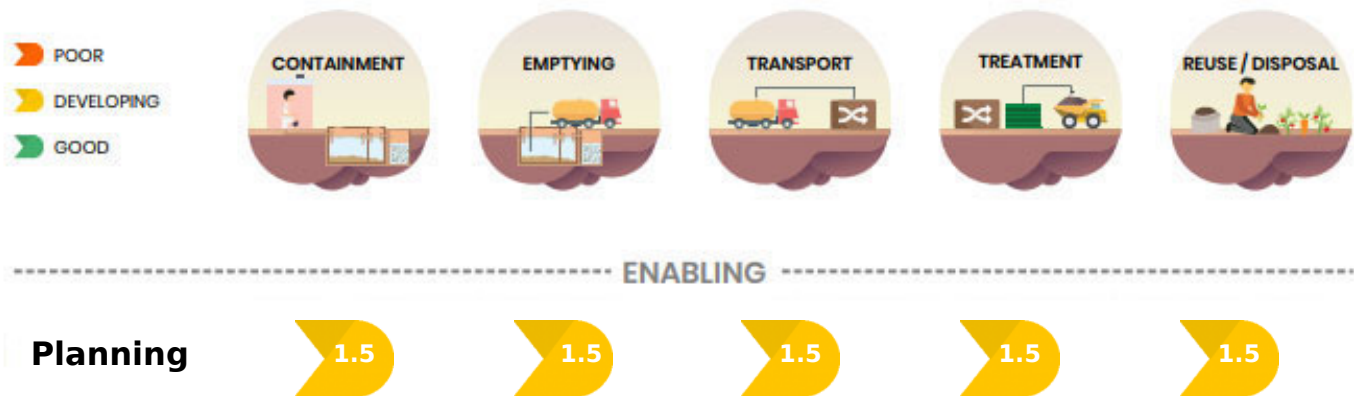 POOR
DEVELOPING
GOOD
CONTAINMENT
EMPTYING
TRANSPORT
TREATMENT
REUSE / DISPOSAL
ENABLING
Planning 1.5 1.5 1.5 1.5 1.5